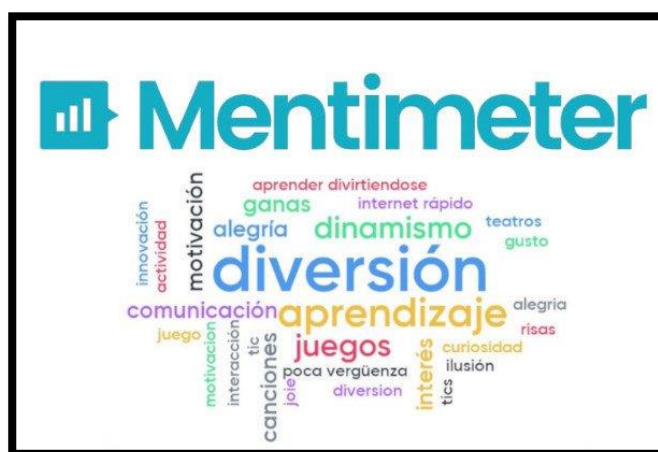 Mentimeter
aprender divirtiendose
ganas
internet rápido
motivación
innovación
actividad
alegría
dinamismo
teatros
gusto
diversión
comunicación
aprendizaje
alegria
risas
juego
motivacion
interacción
tic
canciones
juegos
joie
poca vergüenza
diversion
interés
tics
curiosidad
ilusión